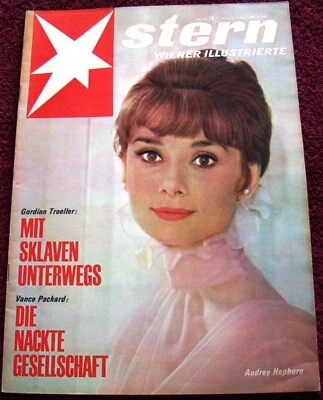 stern
WIENER ILLUSTRIERTE
Gordian Troeller:
MIT
SKLAVEN
UNTERWEGS
Vance Packard:
DIE
NACKTE
GESELLSCHAFT
Audrey Hepburn